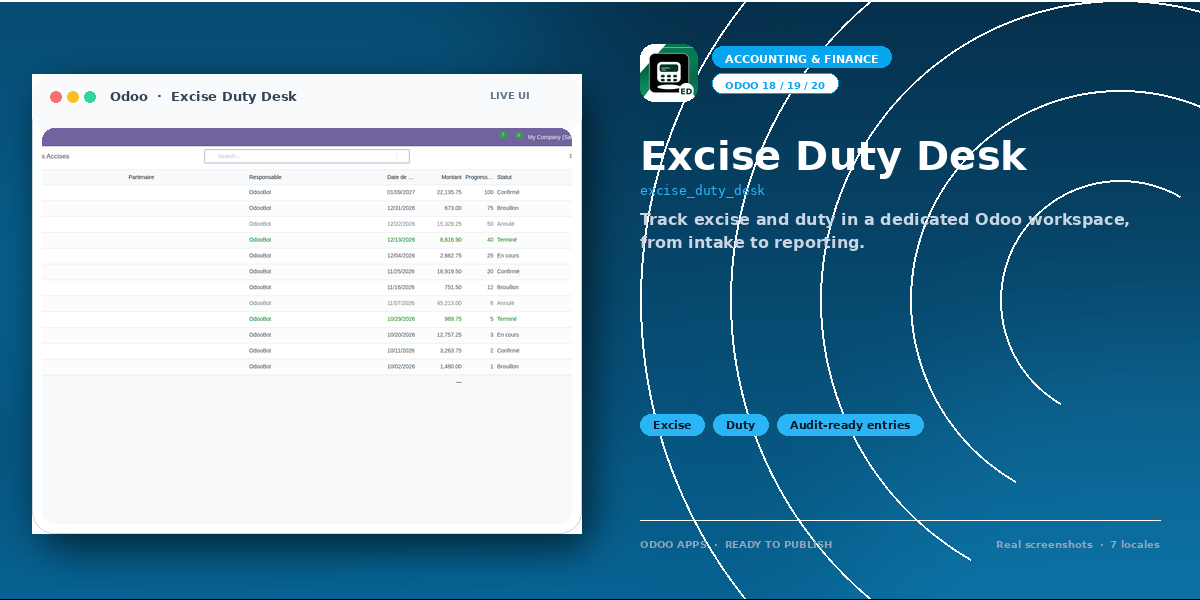 Odoo · Excise Duty Desk
LIVE UI
My Company (Sa
s Accises
Search...
1
Partenaire Responsable Date de ... Montant Progress... Statut
OdooBot 01/09/2027 22,135.75 100 Confirmé
OdooBot 12/31/2026 673.00 75 Brouillon
OdooBot 12/22/2026 15,329.25 50 Annulé
OdooBot 12/13/2026 8,816.90 40 Terminé
OdooBot 12/04/2026 2,662.75 25 En cours
OdooBot 11/25/2026 18,919.50 20 Confirmé
OdooBot 11/16/2026 751.50 12 Brouillon
OdooBot 11/07/2026 45,213.00 8 Annulé
OdooBot 10/29/2026 989.75 5 Terminé
OdooBot 10/20/2026 12,757.25 3 En cours
OdooBot 10/11/2026 3,263.75 2 Confirmé
OdooBot 10/02/2026 1,480.00 1 Brouillon
—
ED
ACCOUNTING & FINANCE
ODOO 18 / 19 / 20
Excise Duty Desk
excise_duty_desk
Track excise and duty in a dedicated Odoo workspace,
from intake to reporting.
Excise
Duty
Audit-ready entries
ODOO APPS · READY TO PUBLISH
Real screenshots · 7 locales